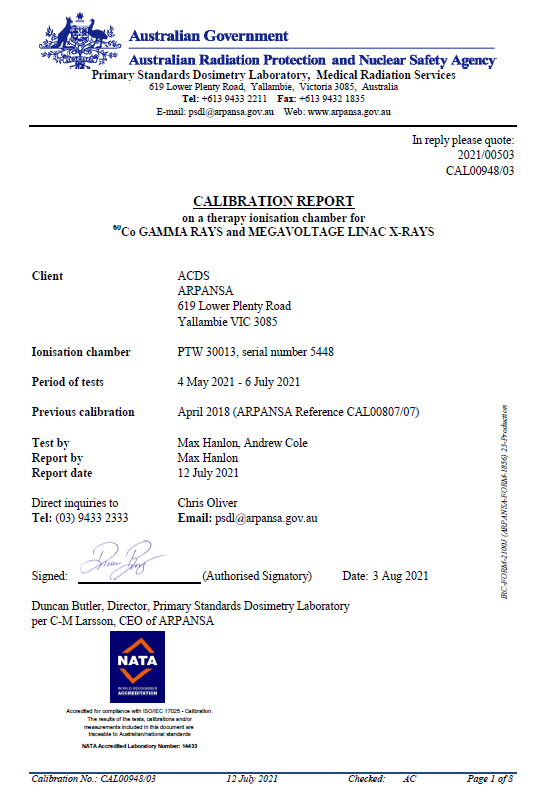 Australian Government
Australian Radiation Protection and Nuclear Safety Agency
Primary Standards Dosimetry Laboratory, Medical Radiation Services
619 Lower Plenty Road, Yallambie, Victoria 3085, Australia
Tel: +613 9433 2211 Fax: +613 9432 1835
E-mail: psdl@arpansa.gov.au Web: www.arpansa.gov.au
In reply please quote:
2021/00503
CAL00948/03
CALIBRATION REPORT
on a therapy ionisation chamber for
⁶⁰Co GAMMA RAYS and MEGAVOLTAGE LINAC X-RAYS
Client ACDS
ARPANSA
619 Lower Plenty Road
Yallambie VIC 3085
Ionisation chamber PTW 30013, serial number 5448
Period of tests 4 May 2021 - 6 July 2021
Previous calibration April 2018 (ARPANSA Reference CAL00807/07)
Test by Max Hanlon, Andrew Cole
Report by Max Hanlon
Report date 12 July 2021
Direct inquiries to Chris Oliver
Tel: (03) 9433 2333 Email: psdl@arpansa.gov.au
Signed: (Authorised Signatory) Date: 3 Aug 2021
Duncan Butler, Director, Primary Standards Dosimetry Laboratory
per C-M Larsson, CEO of ARPANSA
NATA
WORLD RECOGNISED
ACCREDITATION
Accredited for compliance with ISO/IEC 17025 - Calibration.
The results of the tests, calibrations and/or
measurements included in this document are
traceable to Australian/national standards
NATA Accredited Laboratory Number: 14433
Calibration No.: CAL00948/03 12 July 2021 Checked: AC Page 1 of 8
(ARPANSA-FORM-1856) 23-Production